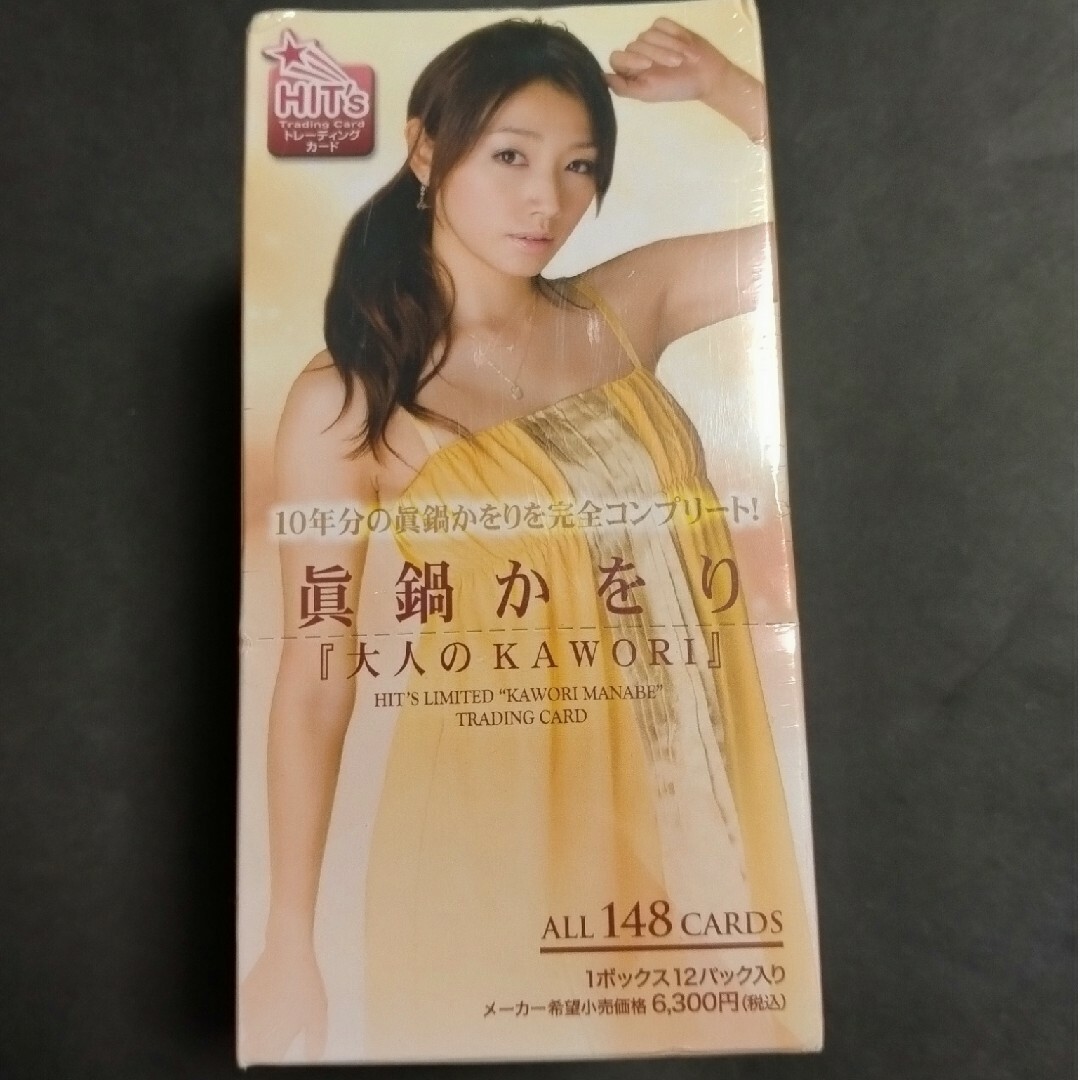 HIT's
Trading Card
トレーディング
カード
10年分の眞鍋かをりを完全コンプリート!
眞鍋かをり
『大人のKAWORI』
HIT'S LIMITED “KAWORI MANABE”
TRADING CARD
ALL 148 CARDS
1ボックス12パック入り
メーカー希望小売価格 6,300円(税込)